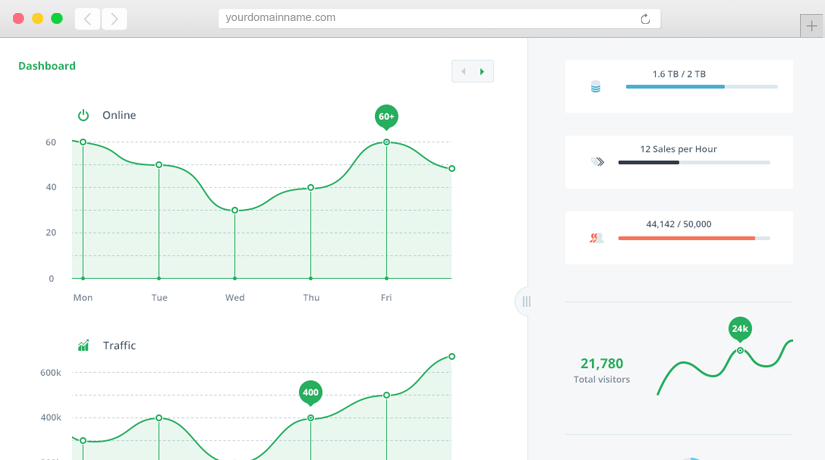 yourdomainname.com
Dashboard
Online
60+
60
40
20
0
Mon Tue Wed Thu Fri
Traffic
600k
400
400k
1.6 TB / 2 TB
12 Sales per Hour
44,142 / 50,000
24k
21,780
Total visitors